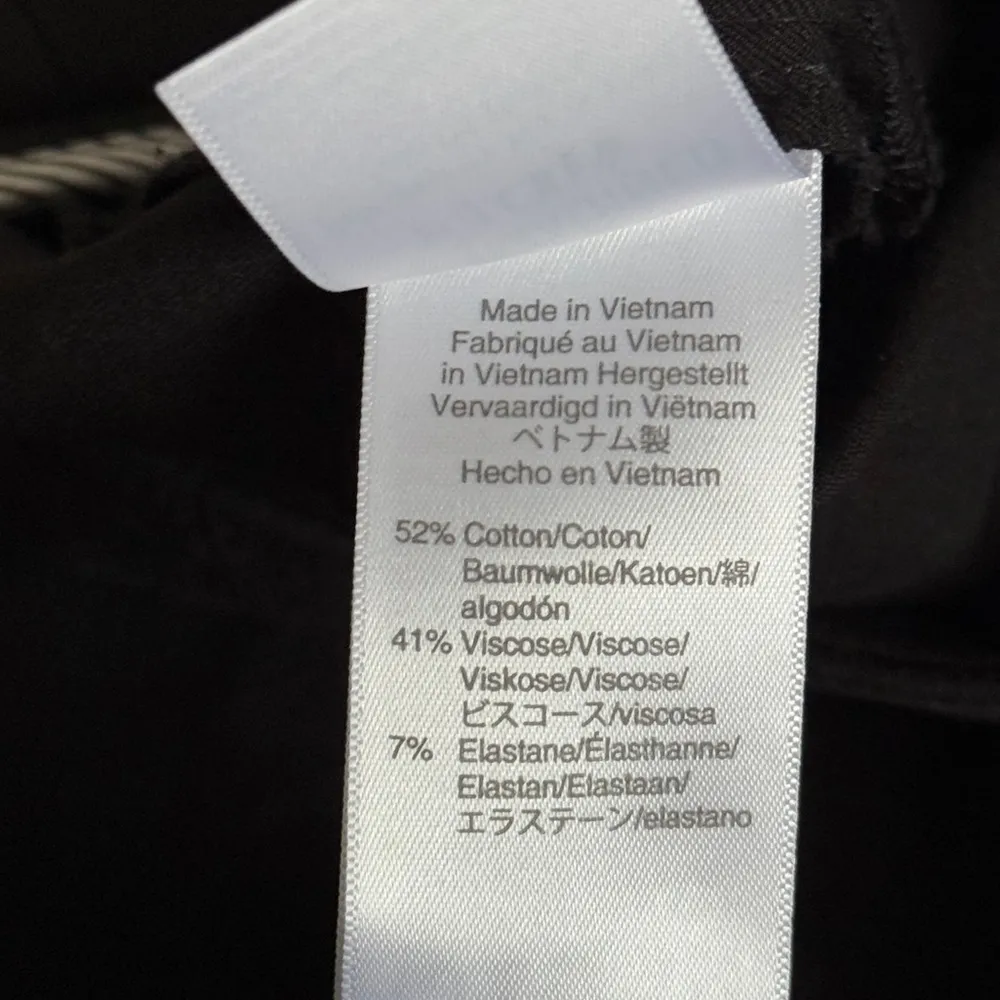 Made in Vietnam
Fabriqué au Vietnam
in Vietnam Hergestellt
Vervaardigd in Viëtnam
ベトナム製
Hecho en Vietnam
52% Cotton/Coton/
Baumwolle/Katoen/綿/
algodón
41% Viscose/Viscose/
Viskose/Viscose/
ビスコース/viscosa
7% Elastane/Élasthanne/
Elastan/Elastaan/
エラステーン/elastano